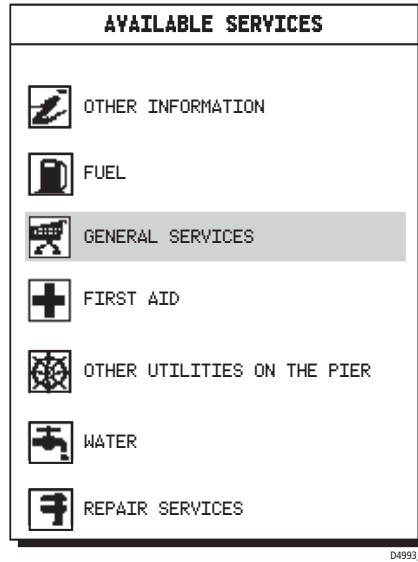 AVAILABLE SERVICES
OTHER INFORMATION
FUEL
GENERAL SERVICES
FIRST AID
OTHER UTILITIES ON THE PIER
WATER
REPAIR SERVICES
D4993